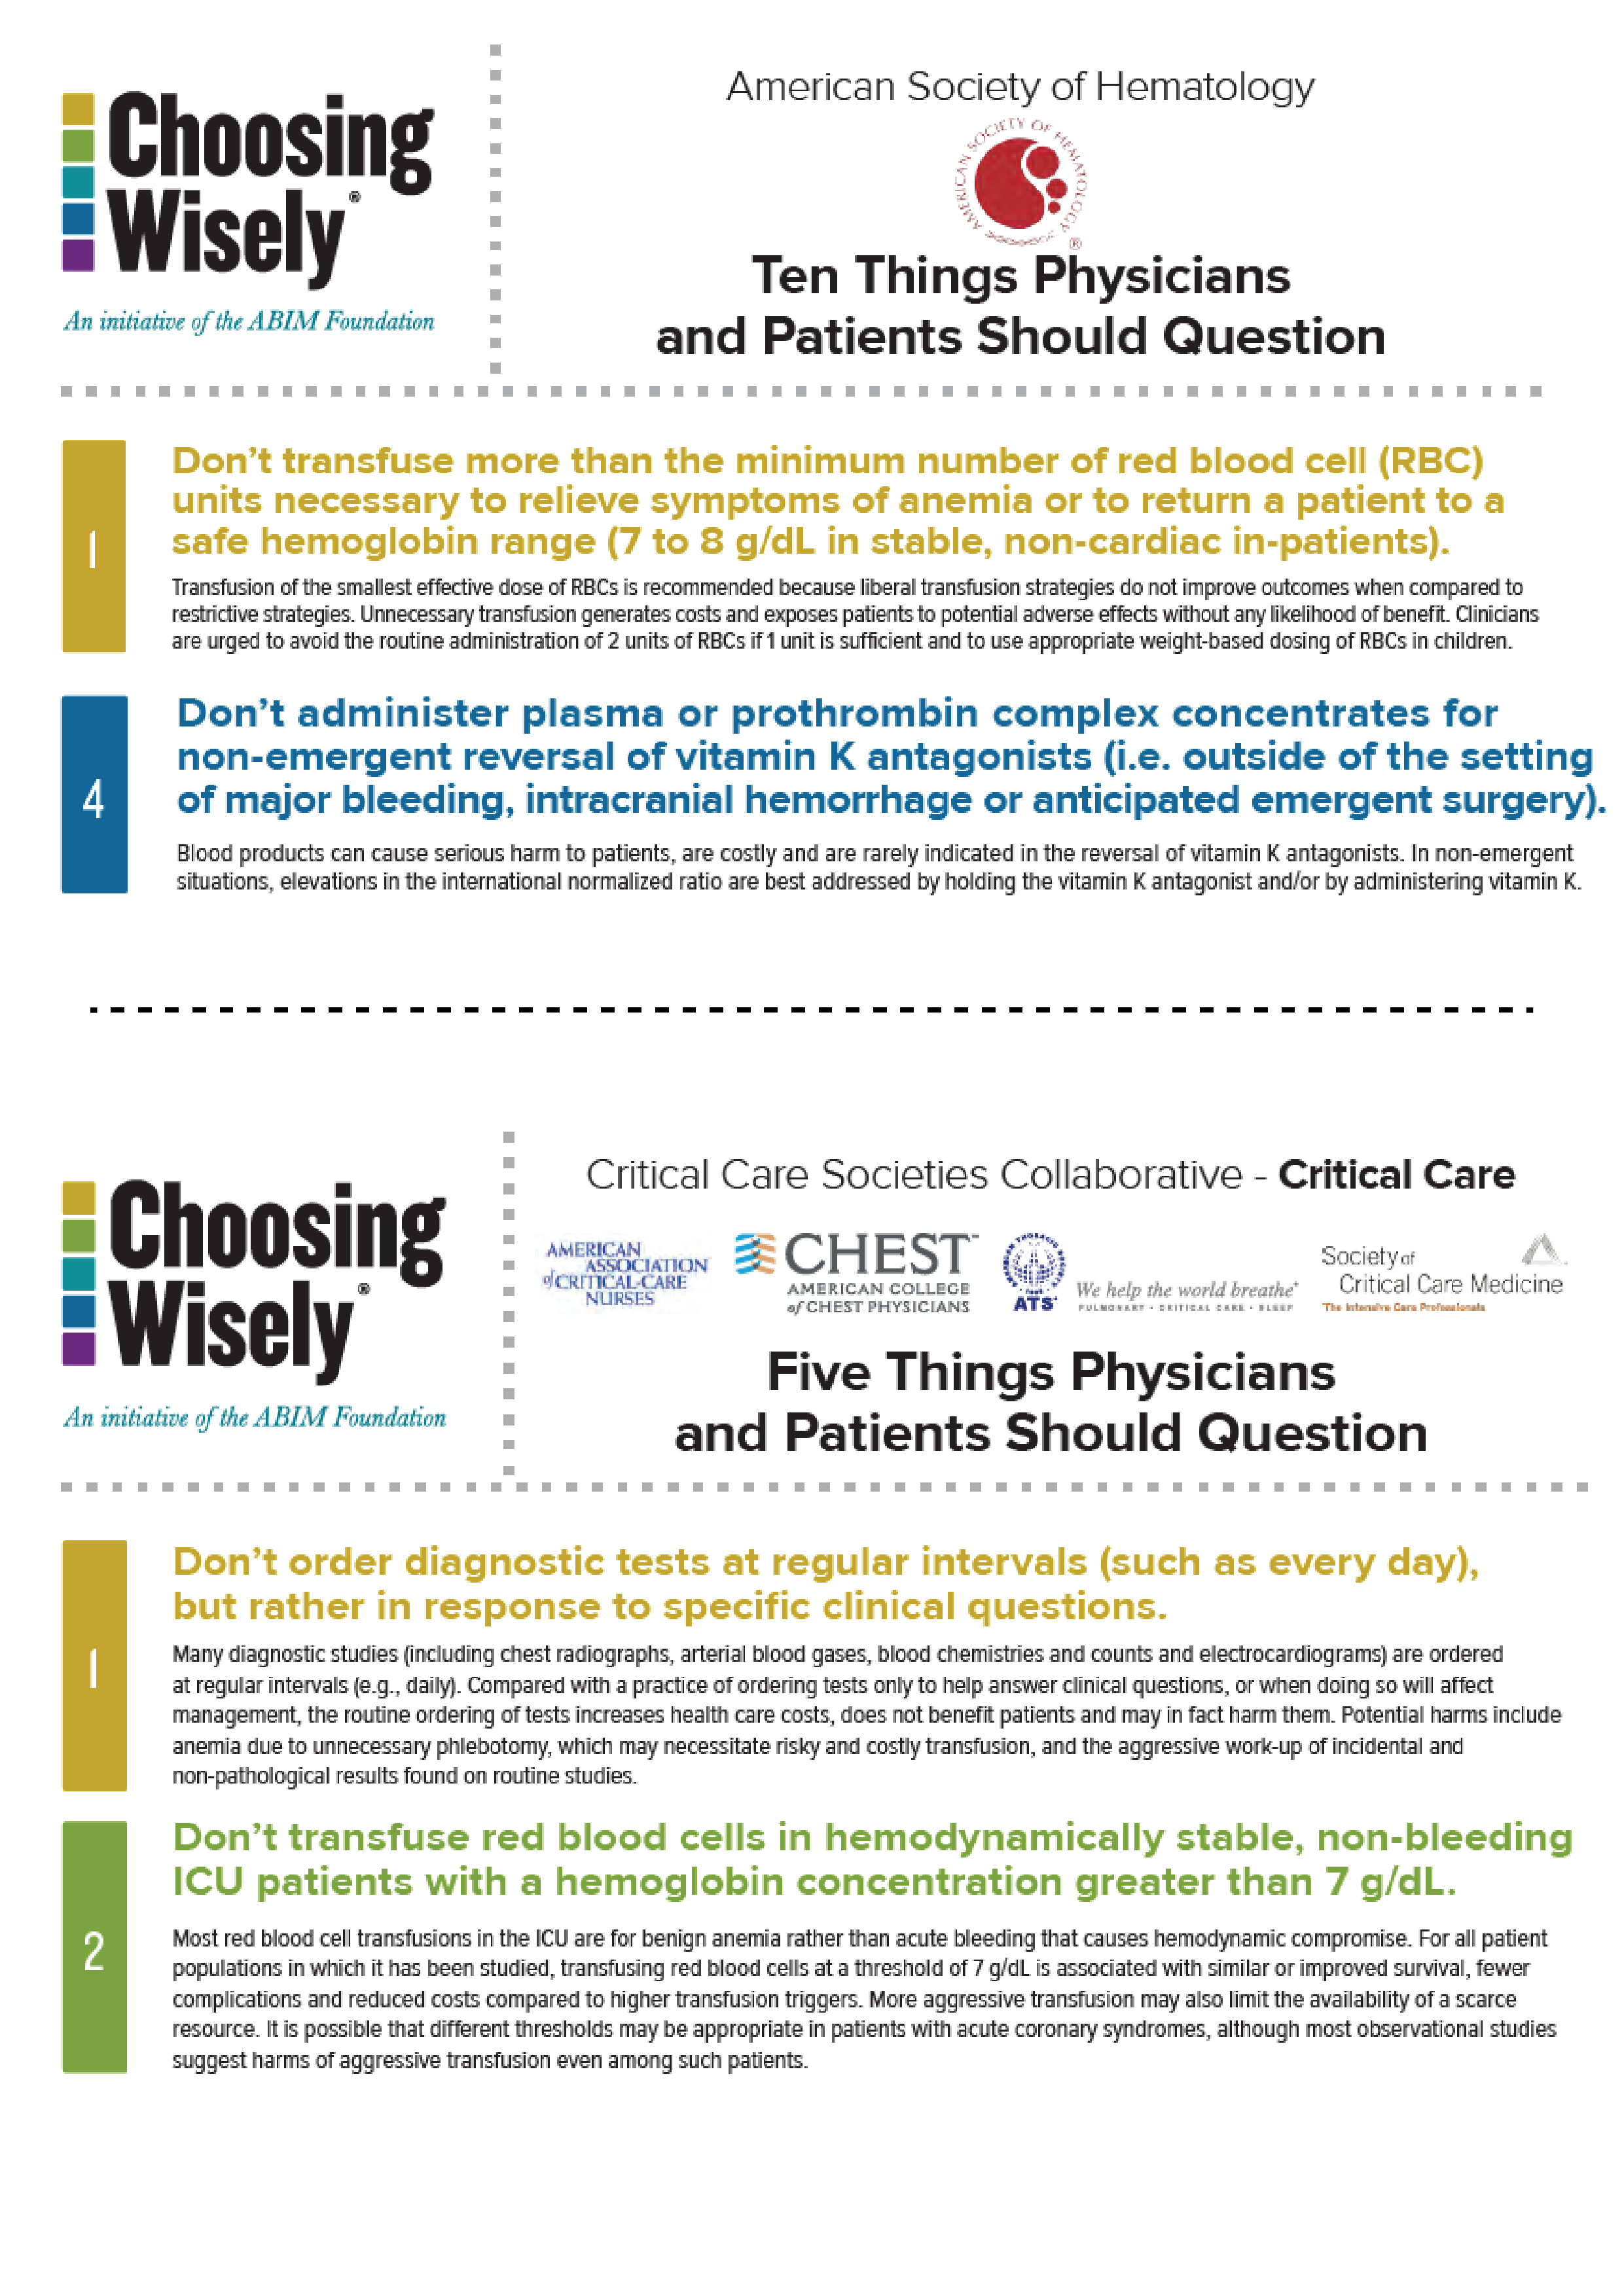 Choosing
Wisely®
An initiative of the ABIM Foundation
American Society of Hematology
AMERICAN SOCIETY OF HEMATOLOGY
®
Ten Things Physicians
and Patients Should Question
1
Don’t transfuse more than the minimum number of red blood cell (RBC)
units necessary to relieve symptoms of anemia or to return a patient to a
safe hemoglobin range (7 to 8 g/dL in stable, non-cardiac in-patients).
Transfusion of the smallest effective dose of RBCs is recommended because liberal transfusion strategies do not improve outcomes when compared to
restrictive strategies. Unnecessary transfusion generates costs and exposes patients to potential adverse effects without any likelihood of benefit. Clinicians
are urged to avoid the routine administration of 2 units of RBCs if 1 unit is sufficient and to use appropriate weight-based dosing of RBCs in children.
4
Don’t administer plasma or prothrombin complex concentrates for
non-emergent reversal of vitamin K antagonists (i.e. outside of the setting
of major bleeding, intracranial hemorrhage or anticipated emergent surgery).
Blood products can cause serious harm to patients, are costly and are rarely indicated in the reversal of vitamin K antagonists. In non-emergent
situations, elevations in the international normalized ratio are best addressed by holding the vitamin K antagonist and/or by administering vitamin K.
Choosing
Wisely®
An initiative of the ABIM Foundation
Critical Care Societies Collaborative - Critical Care
AMERICAN
ASSOCIATION
of CRITICAL-CARE
NURSES
CHEST™
AMERICAN COLLEGE
of CHEST PHYSICIANS
ATS
We help the world breathe
PULMONARY • CRITICAL CARE • SLEEP
Society of
Critical Care Medicine
The Intensive Care Professionals
Five Things Physicians
and Patients Should Question
1
Don’t order diagnostic tests at regular intervals (such as every day),
but rather in response to specific clinical questions.
Many diagnostic studies (including chest radiographs, arterial blood gases, blood chemistries and counts and electrocardiograms) are ordered
at regular intervals (e.g., daily). Compared with a practice of ordering tests only to help answer clinical questions, or when doing so will affect
management, the routine ordering of tests increases health care costs, does not benefit patients and may in fact harm them. Potential harms include
anemia due to unnecessary phlebotomy, which may necessitate risky and costly transfusion, and the aggressive work-up of incidental and
non-pathological results found on routine studies.
2
Don’t transfuse red blood cells in hemodynamically stable, non-bleeding
ICU patients with a hemoglobin concentration greater than 7 g/dL.
Most red blood cell transfusions in the ICU are for benign anemia rather than acute bleeding that causes hemodynamic compromise. For all patient
populations in which it has been studied, transfusing red blood cells at a threshold of 7 g/dL is associated with similar or improved survival, fewer
complications and reduced costs compared to higher transfusion triggers. More aggressive transfusion may also limit the availability of a scarce
resource. It is possible that different thresholds may be appropriate in patients with acute coronary syndromes, although most observational studies
suggest harms of aggressive transfusion even among such patients.